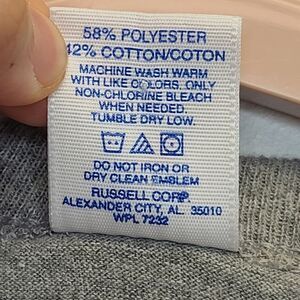 58% POLYESTER
42% COTTON/COTON
MACHINE WASH WARM
WITH LIKE COLORS. ONLY
NON-CHLORINE BLEACH
WHEN NEEDED
TUMBLE DRY LOW.
DO NOT IRON OR
DRY CLEAN EMBLEM
RUSSELL CORP.
ALEXANDER CITY, AL. 35010
WPL 7232